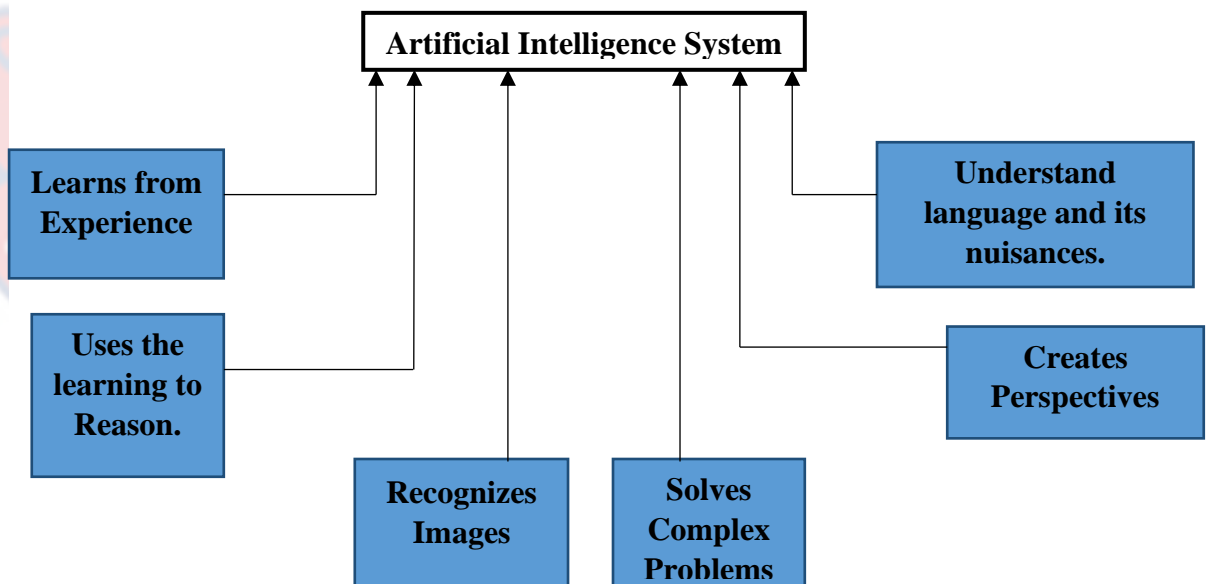 Artificial Intelligence System
Learns from
Experience
Understand
language and its
nuisances.
Uses the
learning to
Reason.
Creates
Perspectives
Recognizes
Images
Solves
Complex
Problems